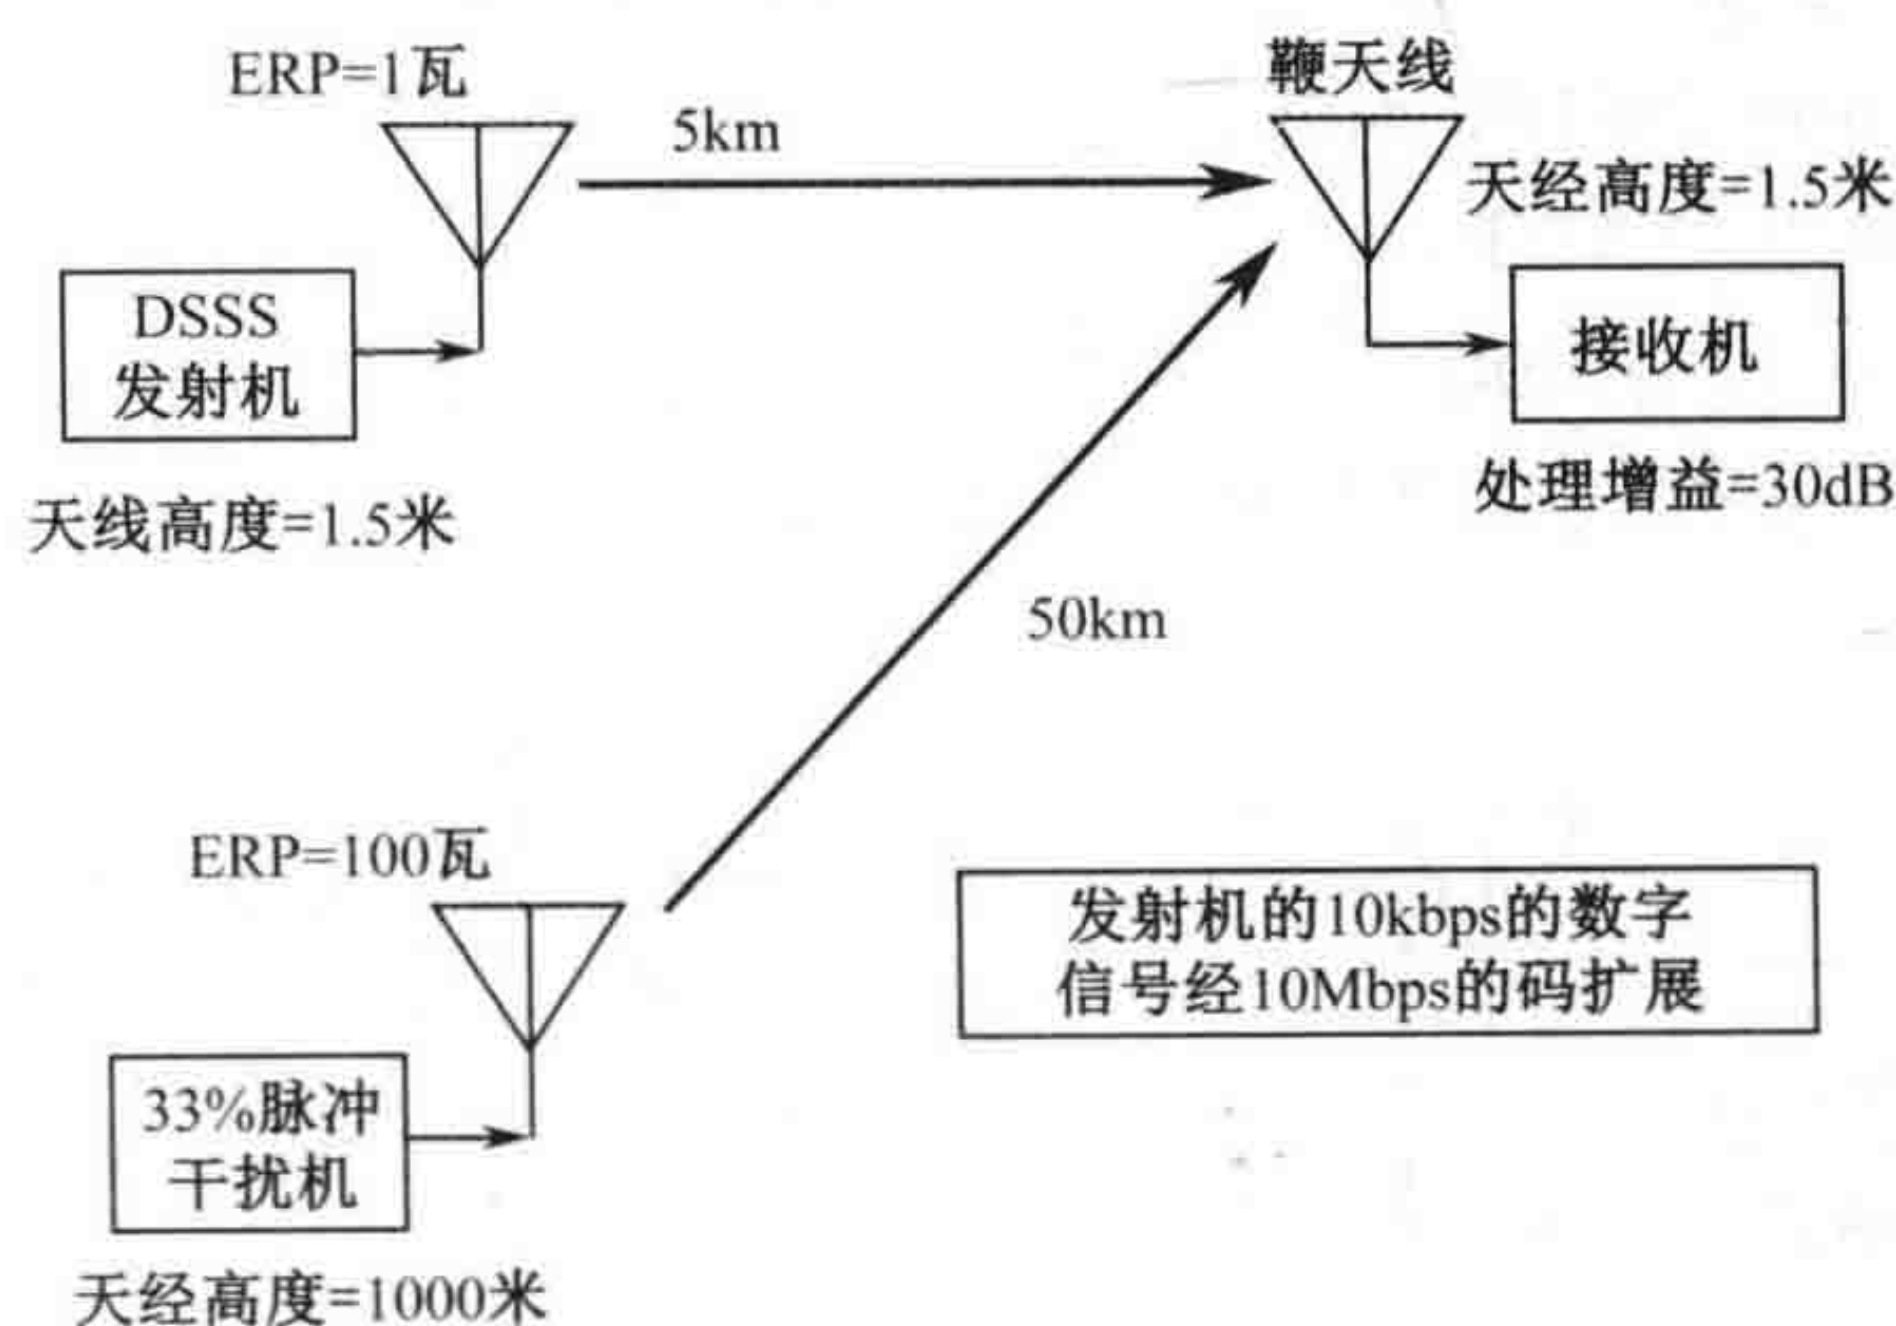 ERP=1瓦
5km
鞭天线
天经高度=1.5米
DSSS
发射机
接收机
天线高度=1.5米
处理增益=30dB
50km
ERP=100瓦
发射机的10kbps的数字
信号经10Mbps的码扩展
33%脉冲
干扰机
天经高度=1000米